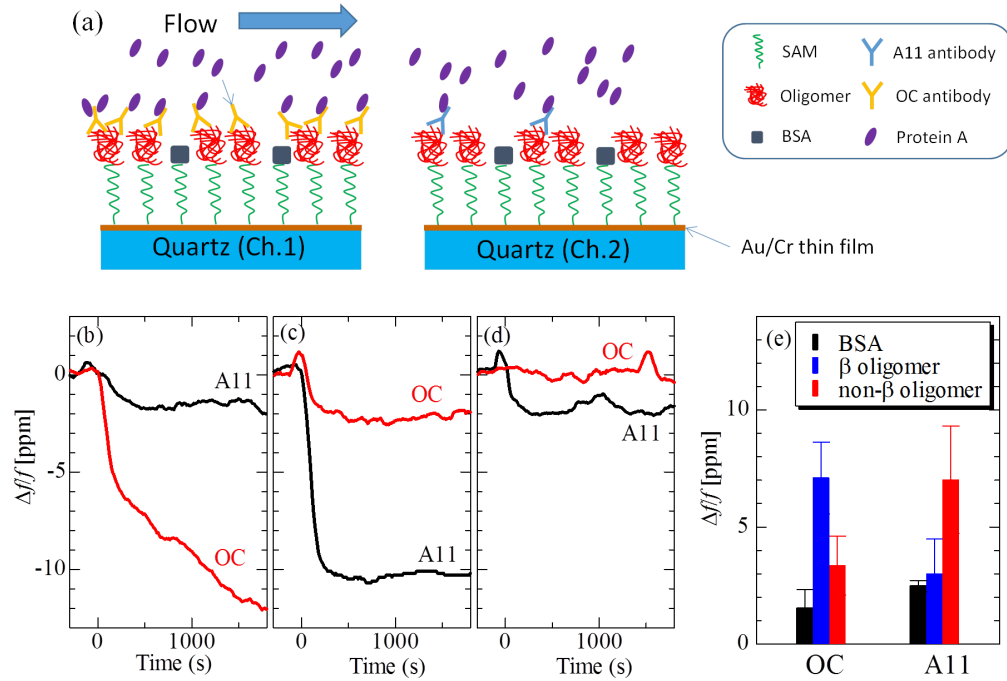 (a)
Flow
SAM
A11 antibody
Oligomer
OC antibody
BSA
Protein A
Quartz (Ch.1)
Quartz (Ch.2)
Au/Cr thin film
(b)
(c)
(d)
(e)
0
-5
-10
Δf/f [ppm]
A11
OC
OC
A11
OC
A11
0 1000
0 1000
0 1000
Time (s)
Time (s)
Time (s)
BSA
β oligomer
non-β oligomer
10
5
0
Δf/f [ppm]
OC A11